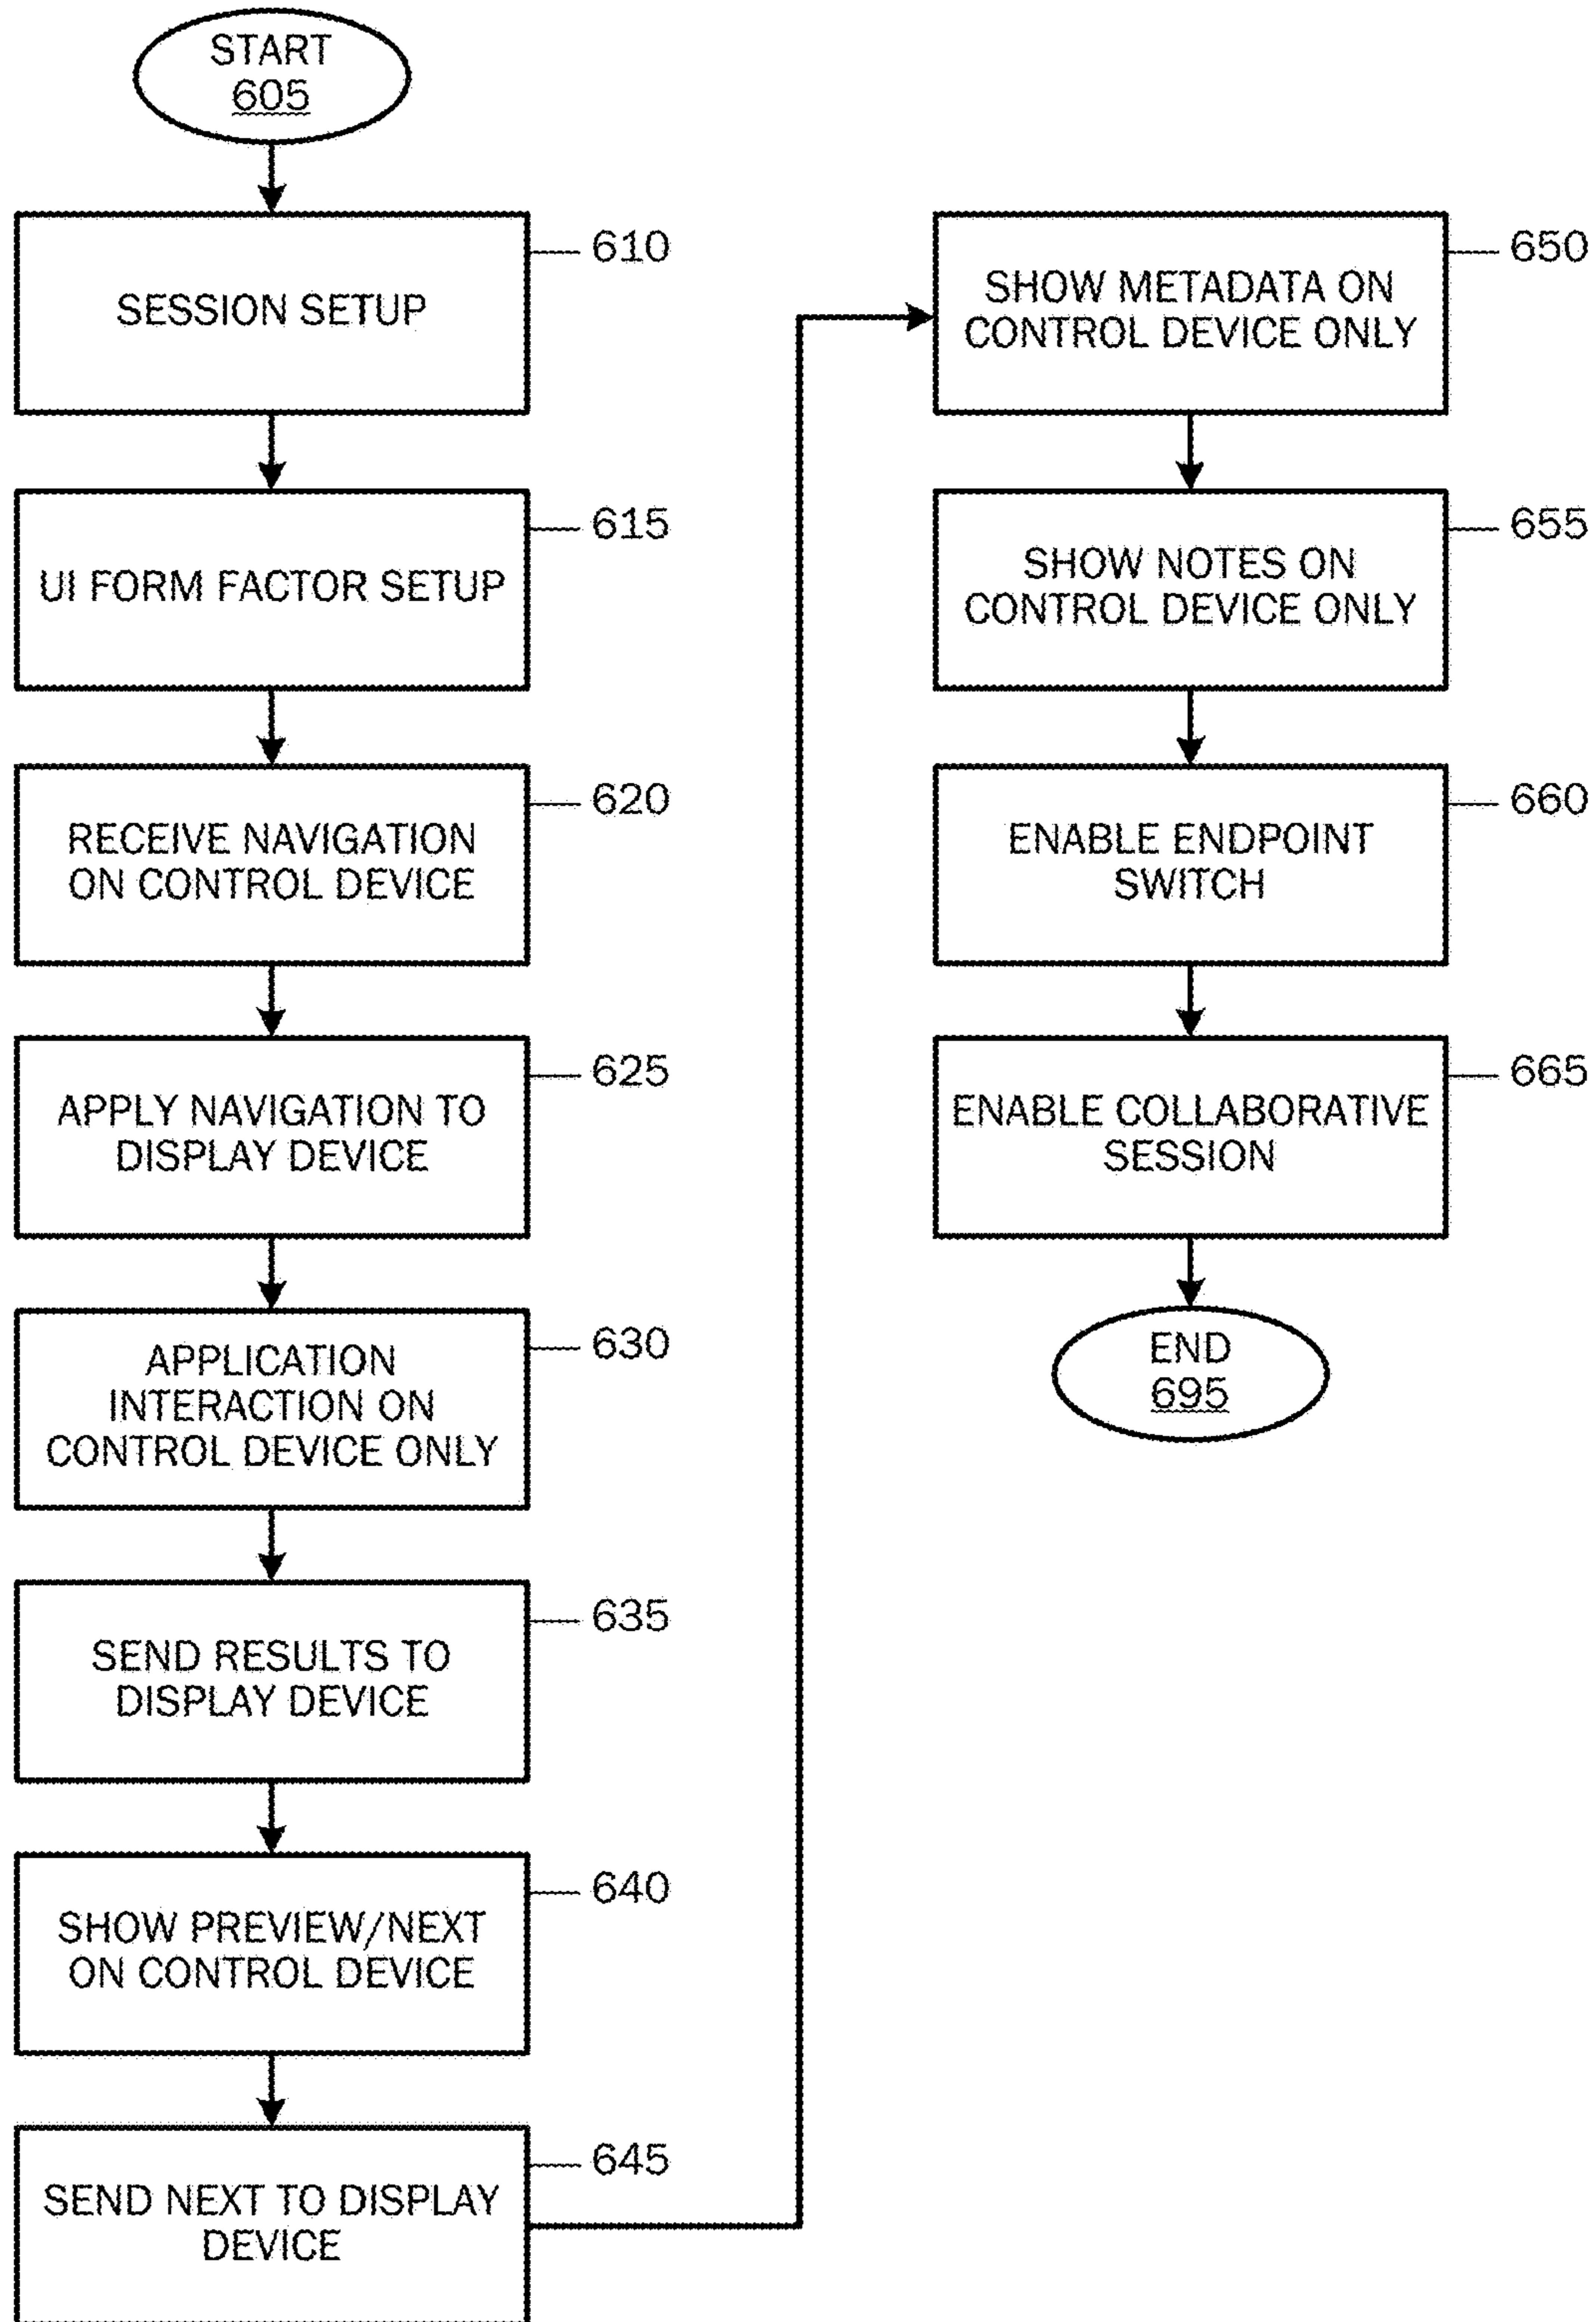 START
605
610
SESSION SETUP
615
UI FORM FACTOR SETUP
620
RECEIVE NAVIGATION
ON CONTROL DEVICE
625
APPLY NAVIGATION TO
DISPLAY DEVICE
630
APPLICATION
INTERACTION ON
CONTROL DEVICE ONLY
635
SEND RESULTS TO
DISPLAY DEVICE
640
SHOW PREVIEW/NEXT
ON CONTROL DEVICE
645
SEND NEXT TO DISPLAY
DEVICE
650
SHOW METADATA ON
CONTROL DEVICE ONLY
655
SHOW NOTES ON
CONTROL DEVICE ONLY
660
ENABLE ENDPOINT
SWITCH
665
ENABLE COLLABORATIVE
SESSION
END
695